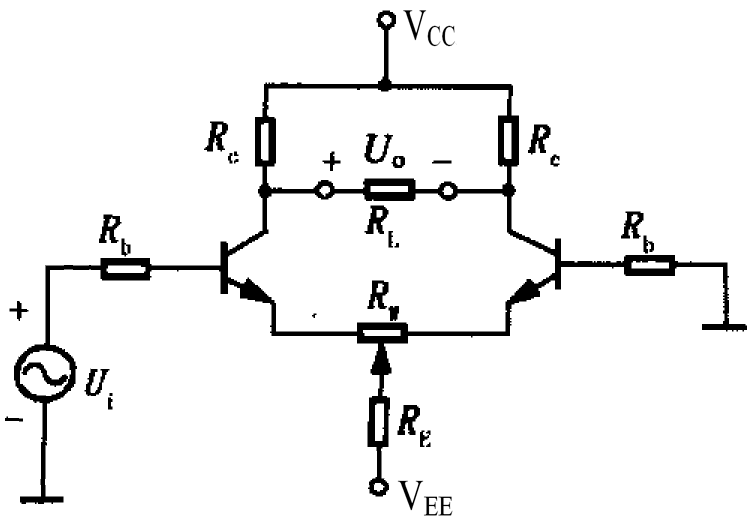 V_CC
R_c
R_c
+ U_o -
R_L
R_b
R_b
R_w
+
U_i
-
R_E
V_EE